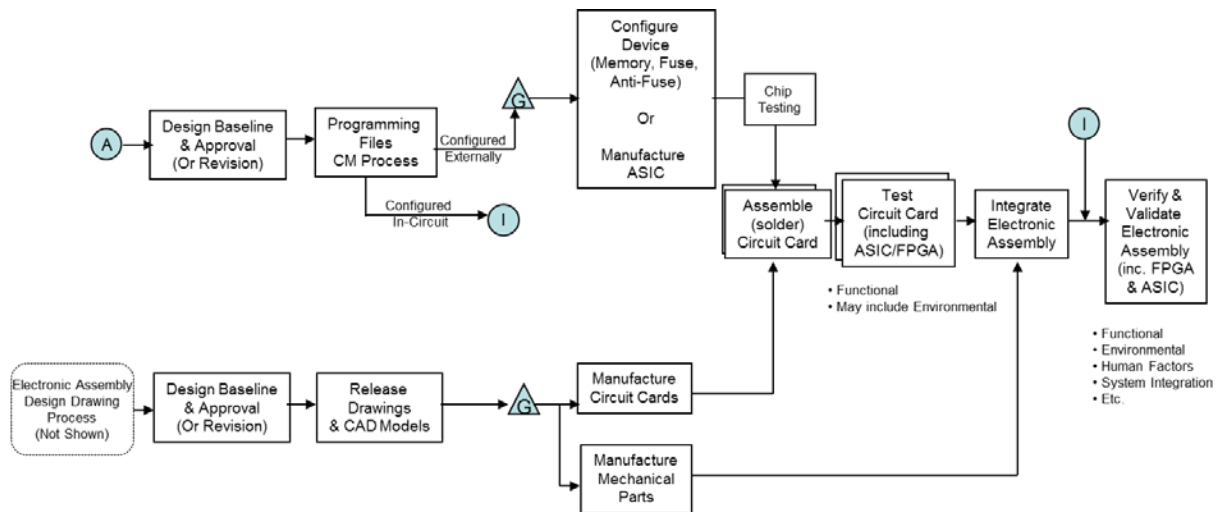 A
Design Baseline
& Approval
(Or Revision)
Programming
Files
CM Process
Configured
Externally
G
Configured
In-Circuit
I
Configure
Device
(Memory, Fuse,
Anti-Fuse)
Or
Manufacture
ASIC
Chip
Testing
Assemble
(solder)
Circuit Card
Test
Circuit Card
(including
ASIC/FPGA)
• Functional
• May include Environmental
Integrate
Electronic
Assembly
I
Verify &
Validate
Electronic
Assembly
(inc. FPGA
& ASIC)
• Functional
• Environmental
• Human Factors
• System Integration
• Etc.
Electronic Assembly
Design Drawing
Process
(Not Shown)
Design Baseline
& Approval
(Or Revision)
Release
Drawings
& CAD Models
G
Manufacture
Circuit Cards
Manufacture
Mechanical
Parts